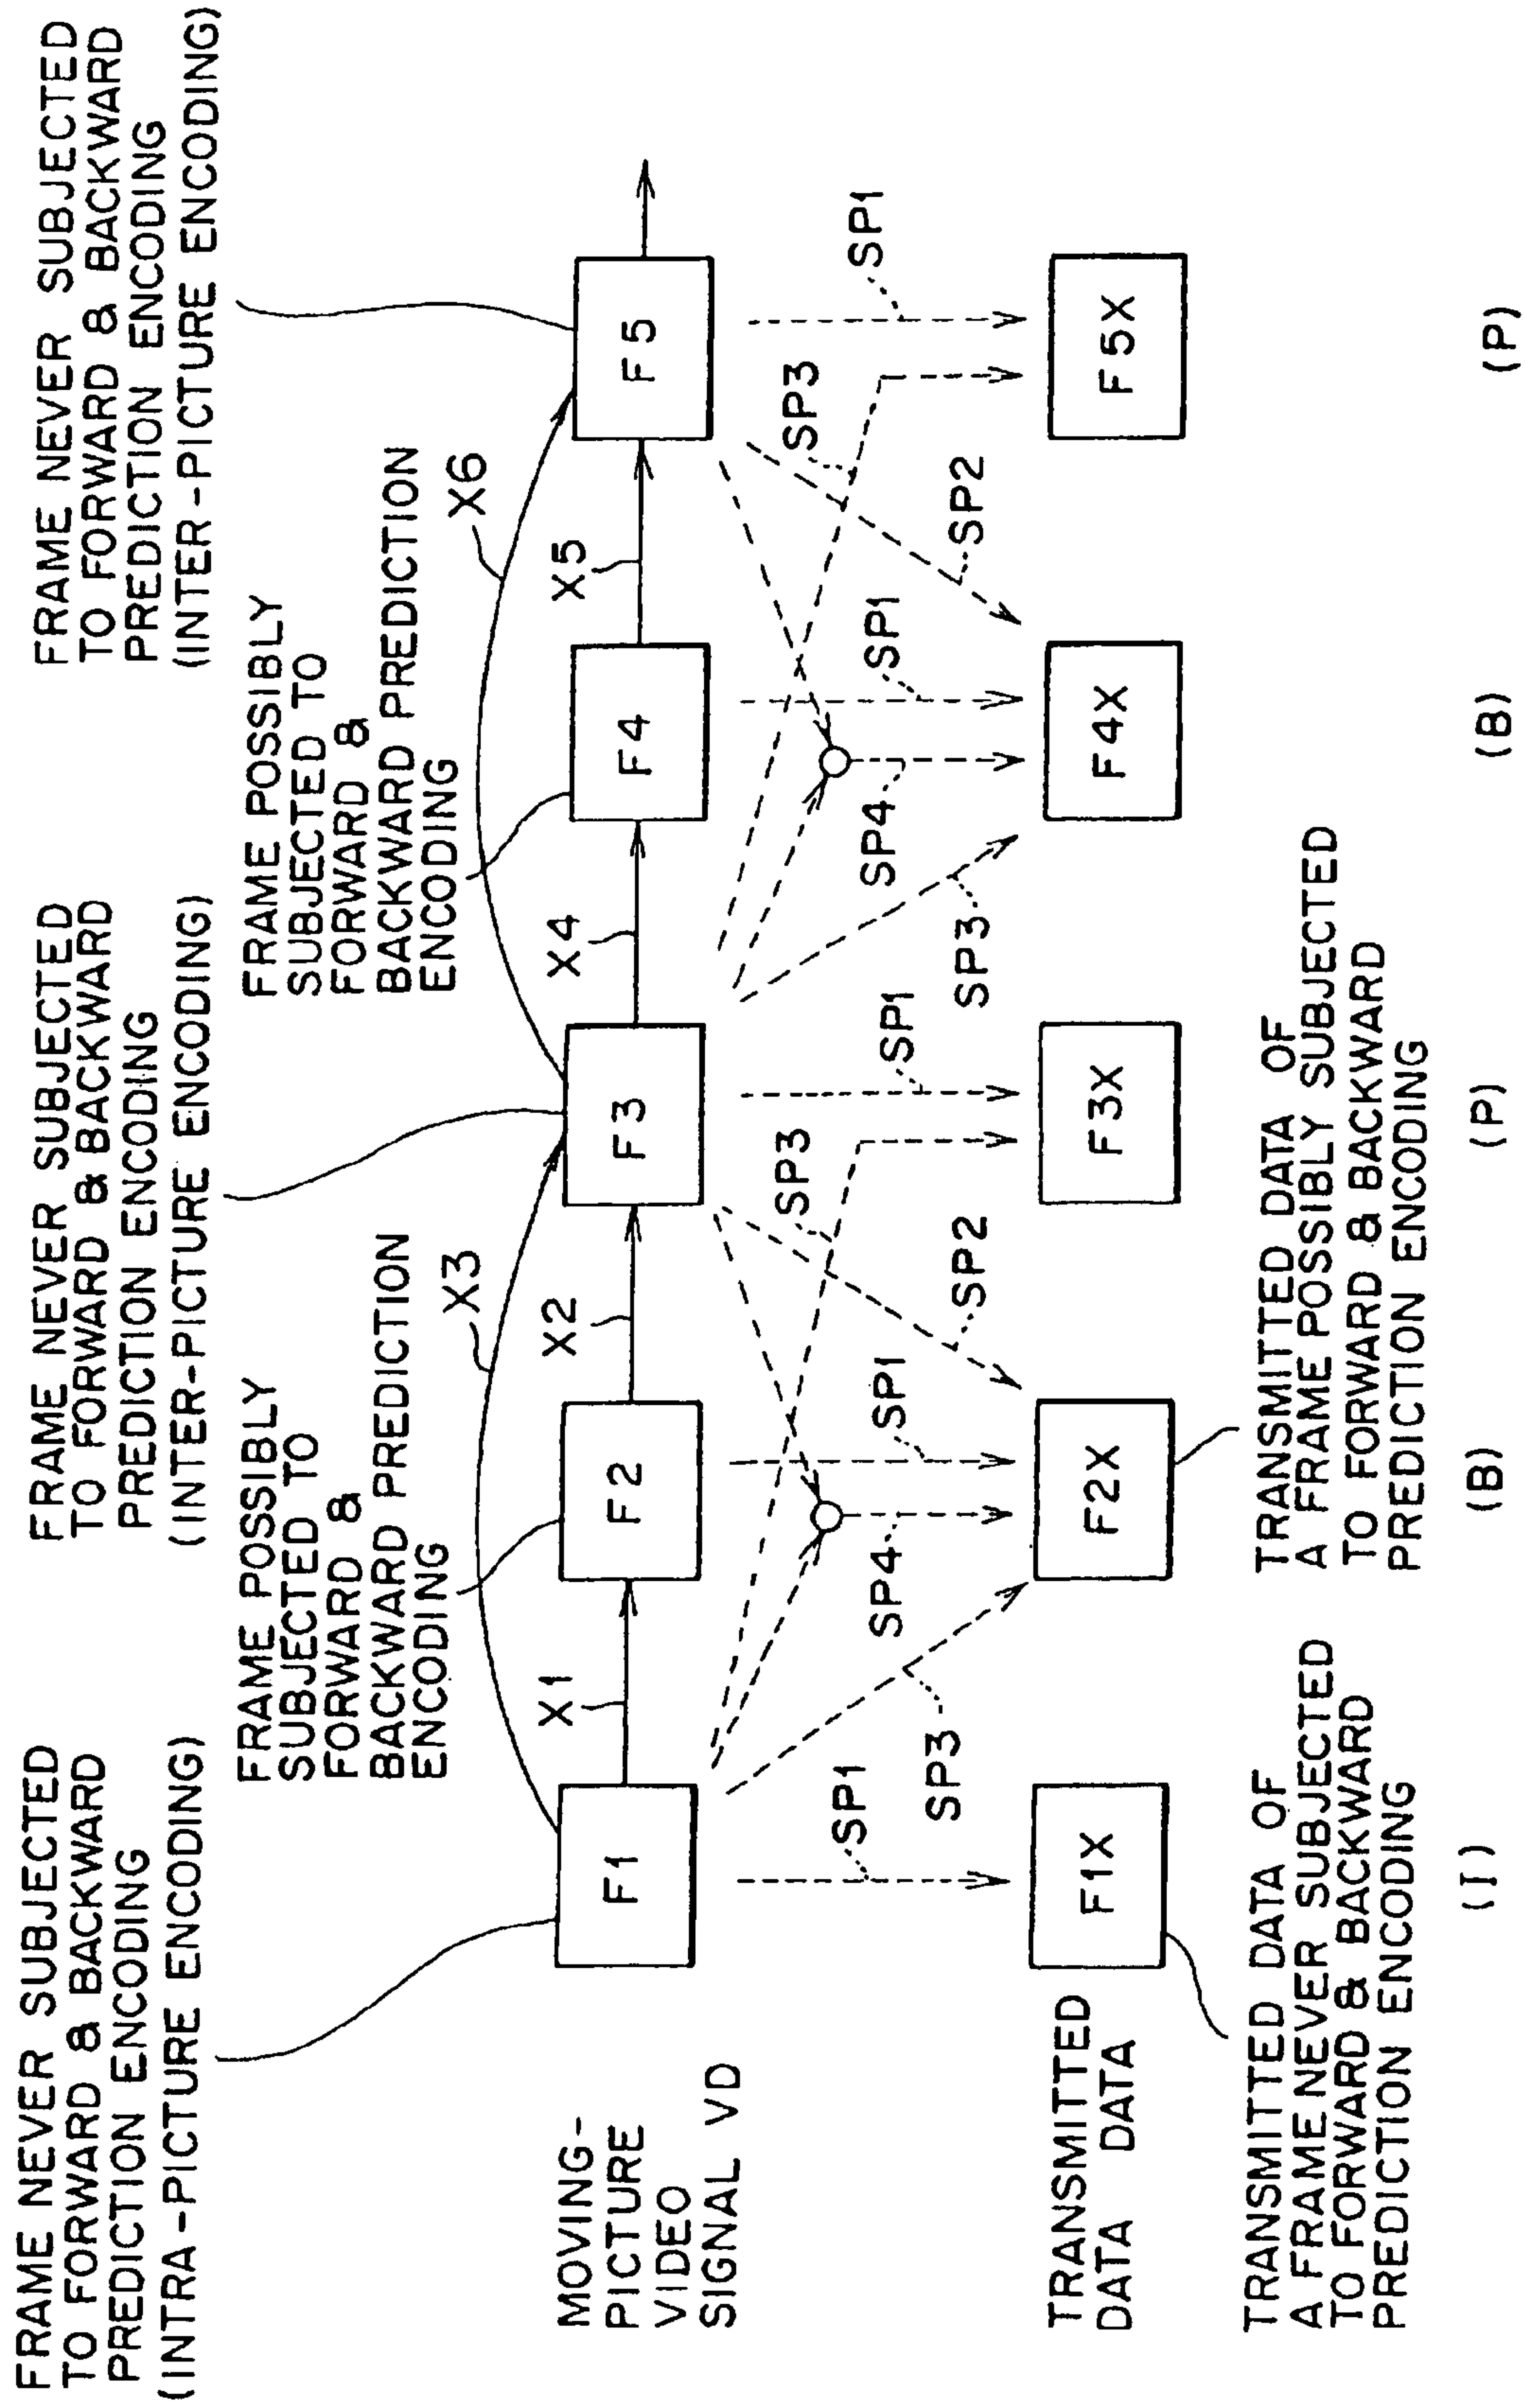 FRAME NEVER SUBJECTED
TO FORWARD & BACKWARD
PREDICTION ENCODING
(INTRA-PICTURE ENCODING)
FRAME NEVER SUBJECTED
TO FORWARD & BACKWARD
PREDICTION ENCODING
(INTER-PICTURE ENCODING)
FRAME NEVER SUBJECTED
TO FORWARD & BACKWARD
PREDICTION ENCODING
(INTER-PICTURE ENCODING)
FRAME POSSIBLY
SUBJECTED TO
FORWARD &
BACKWARD PREDICTION
ENCODING
FRAME POSSIBLY
SUBJECTED TO
FORWARD &
BACKWARD PREDICTION
ENCODING
X3
X6
X1
X2
X4
X5
MOVING-
PICTURE
VIDEO
SIGNAL VD
F1
F2
F3
F4
F5
SP3
SP3
SP1
SP4
SP1
SP1
SP4
SP1
SP1
SP3
SP2
SP3
SP2
TRANSMITTED
DATA DATA
F1X
F2X
F3X
F4X
F5X
TRANSMITTED DATA OF
A FRAME NEVER SUBJECTED
TO FORWARD & BACKWARD
PREDICTION ENCODING
TRANSMITTED DATA OF
A FRAME POSSIBLY SUBJECTED
TO FORWARD & BACKWARD
PREDICTION ENCODING
(I)
(B)
(P)
(B)
(P)